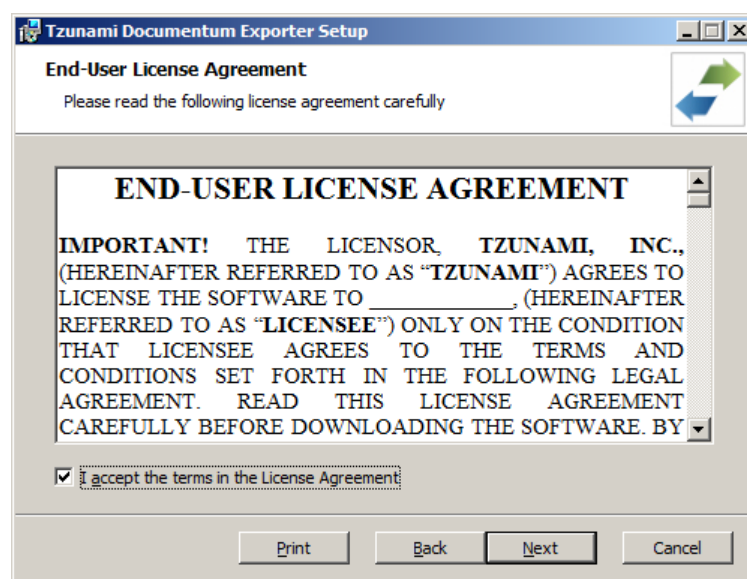 Tzunami Documentum Exporter Setup
End-User License Agreement
Please read the following license agreement carefully
END-USER LICENSE AGREEMENT
IMPORTANT! THE LICENSOR, TZUNAMI, INC.,
(HEREINAFTER REFERRED TO AS “TZUNAMI”) AGREES TO
LICENSE THE SOFTWARE TO _____________, (HEREINAFTER
REFERRED TO AS “LICENSEE”) ONLY ON THE CONDITION
THAT LICENSEE AGREES TO THE TERMS AND
CONDITIONS SET FORTH IN THE FOLLOWING LEGAL
AGREEMENT. READ THIS LICENSE AGREEMENT
CAREFULLY BEFORE DOWNLOADING THE SOFTWARE. BY
I accept the terms in the License Agreement
Print Back Next Cancel